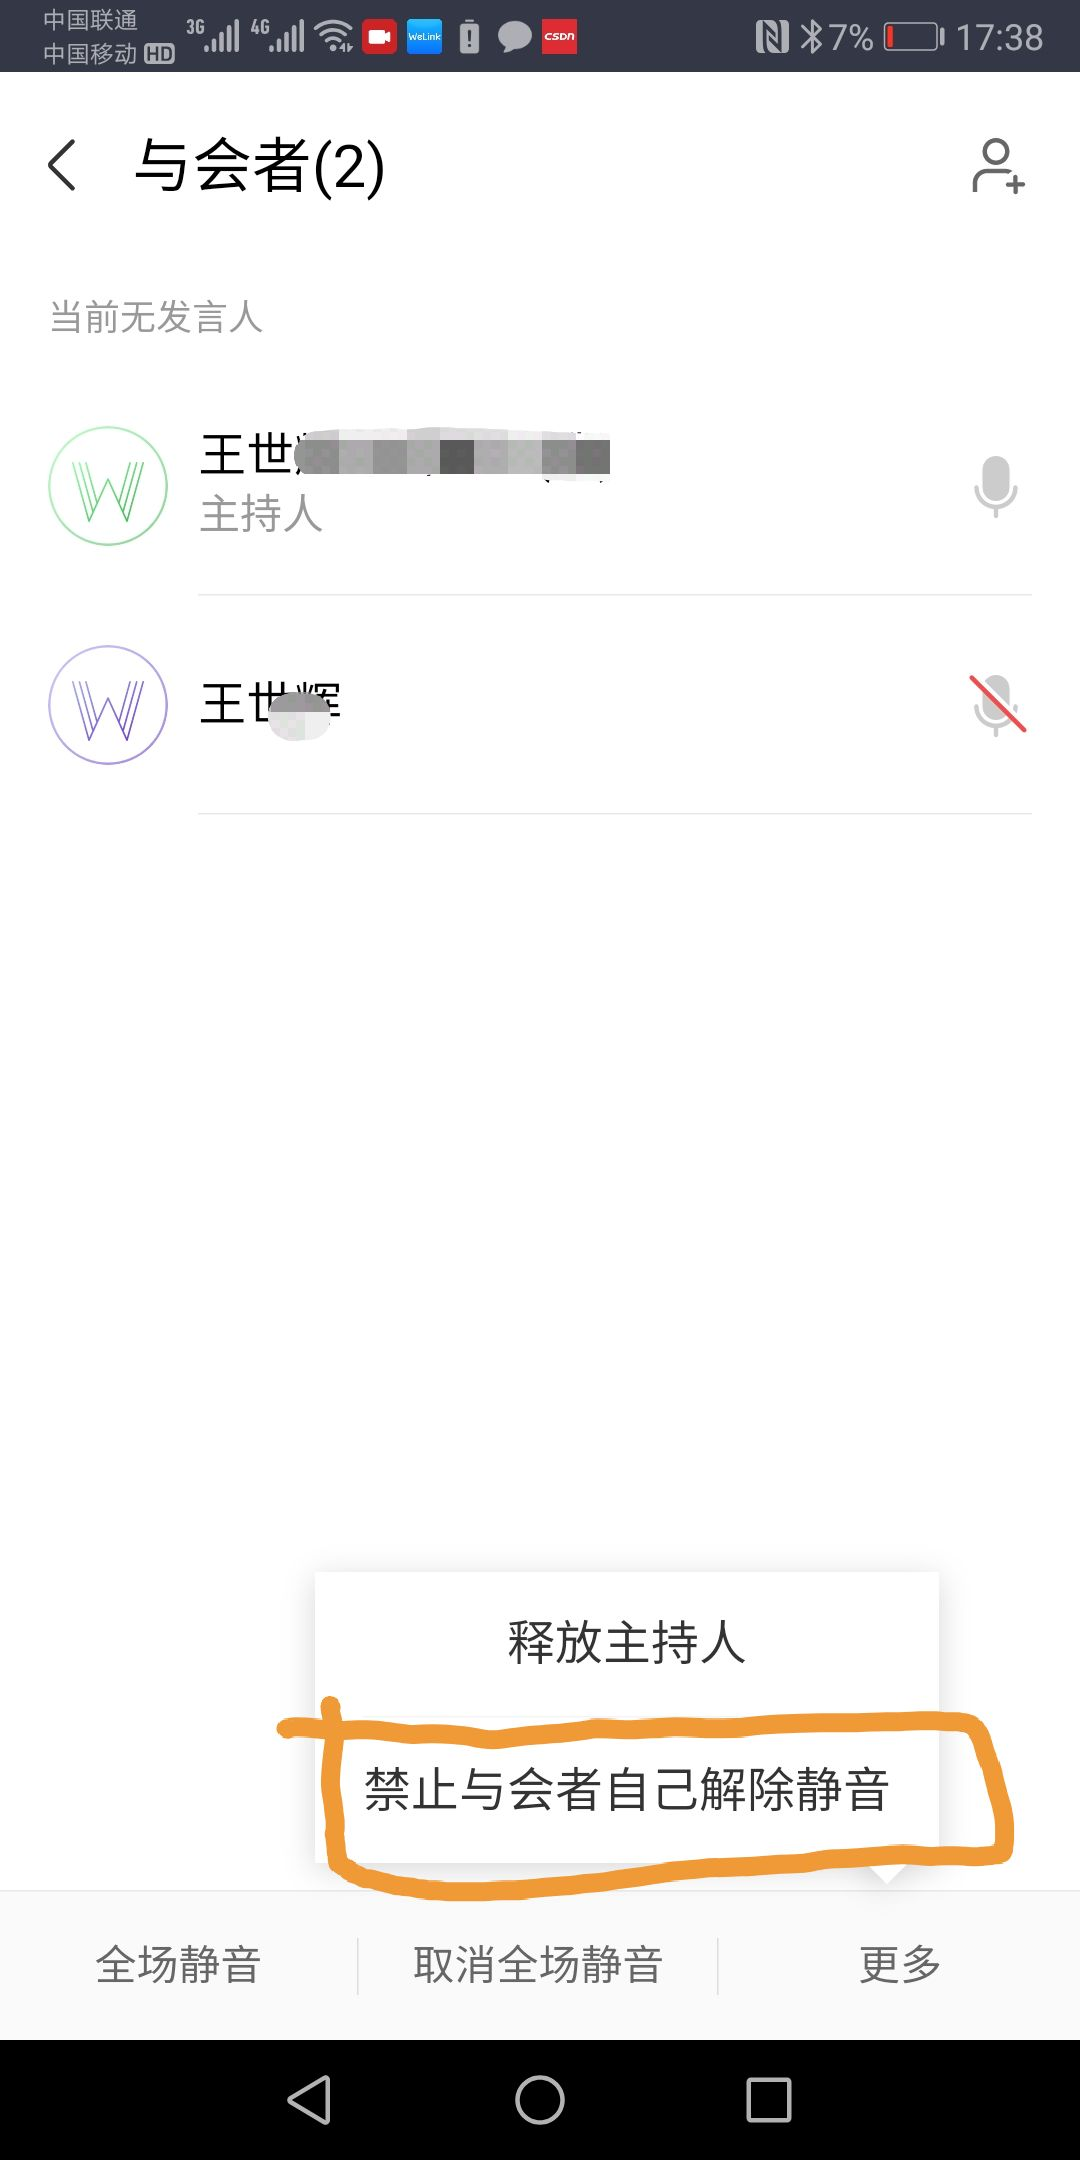 中国联通
中国移动 HD
3G 4G WeLink CSDN 7% 17:38
与会者(2)
当前无发言人
王世
主持人
王世辉
释放主持人
禁止与会者自己解除静音
全场静音 取消全场静音 更多